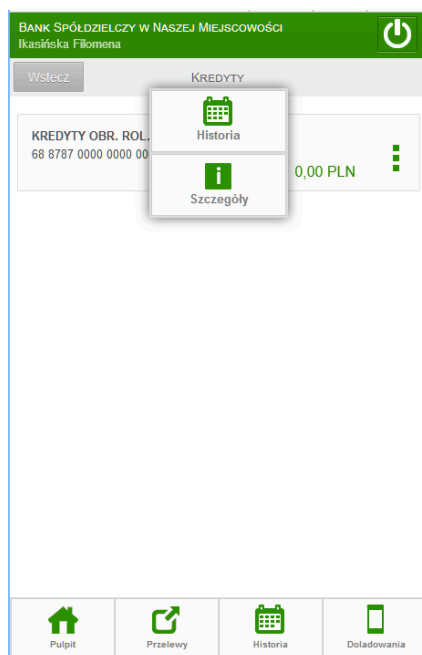 Bank Spółdzielczy w Naszej Miejscowości
Ikasińska Filomena
Wstecz
Kredyty
KREDYTY OBR. ROL.
68 8787 0000 0000 00
0,00 PLN
Historia
Szczegóły
Pulpit
Przelewy
Historia
Doladowania